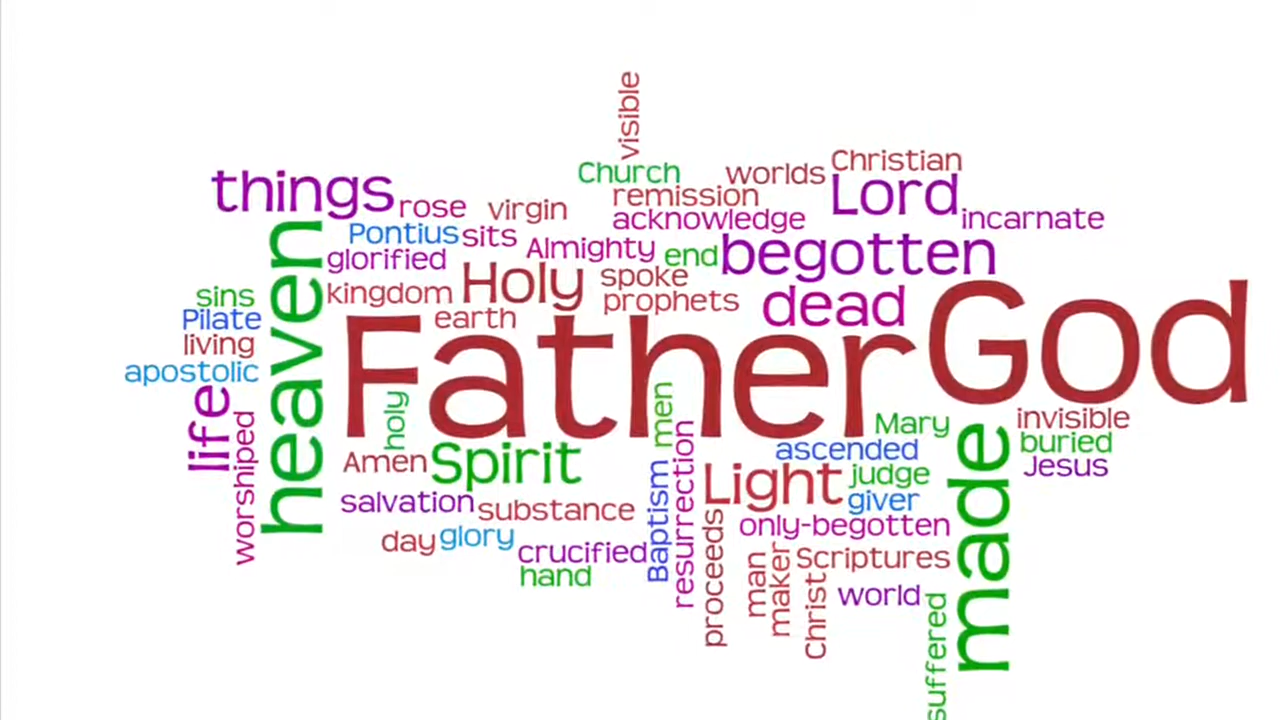 visible
Church
worlds
Christian
things
remission
Lord
rose
virgin
acknowledge
incarnate
Pontius
sits
Almighty
end
begotten
glorified
Holy
spoke
heaven
kingdom
prophets
dead
God
sins
earth
Pilate
Father
living
apostolic
life
holy
men
Mary
invisible
worshiped
Amen
Spirit
ascended
buried
made
Jesus
Baptism
resurrection
Light
judge
salvation
substance
giver
day
glory
only-begotten
crucified
proceeds
man
maker
Scriptures
hand
Christ
world
suffered